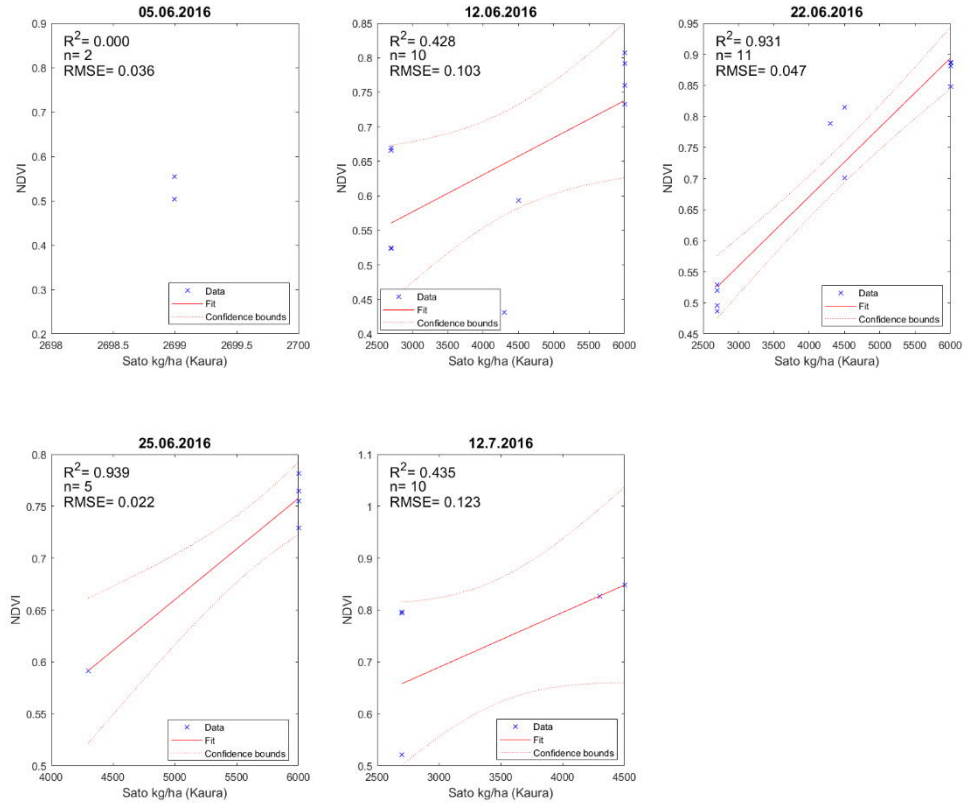 05.06.2016
R²= 0.000
n= 2
RMSE= 0.036
NDVI
0.9
0.8
0.7
0.6
0.5
0.4
0.3
0.2
Data
Fit
Confidence bounds
2698 2698.5 2699 2699.5 2700
Sato kg/ha (Kaura)
12.06.2016
R²= 0.428
n= 10
RMSE= 0.103
NDVI
0.85
0.8
0.75
0.7
0.65
0.6
0.55
0.5
0.45
0.4
Data
Fit
Confidence bounds
2500 3000 3500 4000 4500 5000 5500 6000
Sato kg/ha (Kaura)
22.06.2016
R²= 0.931
n= 11
RMSE= 0.047
NDVI
0.95
0.9
0.85
0.8
0.75
0.7
0.65
0.6
0.55
0.5
0.45
Data
Fit
Confidence bounds
2500 3000 3500 4000 4500 5000 5500 6000
Sato kg/ha (Kaura)
25.06.2016
R²= 0.939
n= 5
RMSE= 0.022
NDVI
0.8
0.75
0.7
0.65
0.6
0.55
0.5
Data
Fit
Confidence bounds
4000 4500 5000 5500 6000
Sato kg/ha (Kaura)
12.7.2016
R²= 0.435
n= 10
RMSE= 0.123
NDVI
1.1
1
0.9
0.8
0.7
0.6
0.5
Data
Fit
Confidence bounds
2500 3000 3500 4000 4500
Sato kg/ha (Kaura)